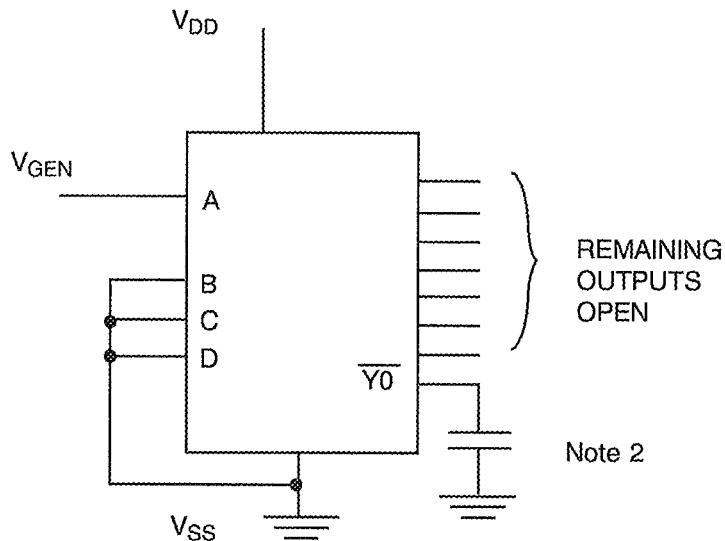 VDD
VGEN
A
B
C
D
Y0
REMAINING
OUTPUTS
OPEN
Note 2
VSS